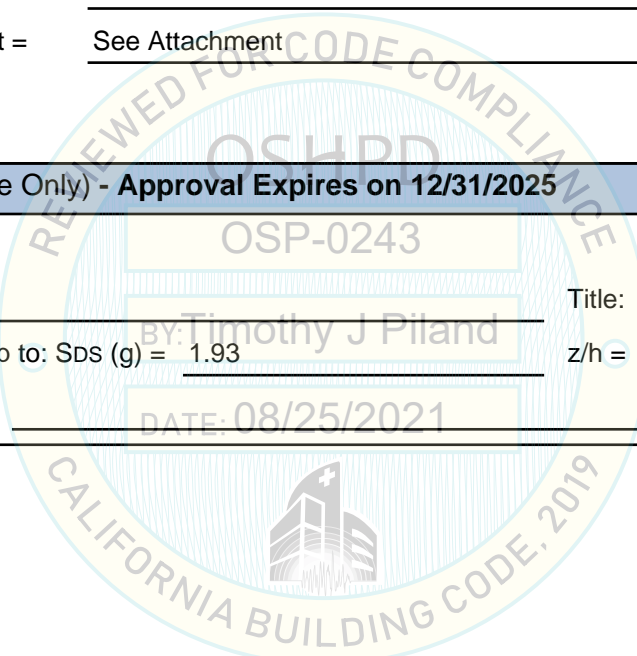 t = See Attachment
REVIEWED FOR CODE COMPLIANCE
OSHPD
e Only) - Approval Expires on 12/31/2025
OSP-0243
Title:
BY: Timothy J Piland
o to: SDS (g) = 1.93 z/h =
DATE: 08/25/2021
CALIFORNIA BUILDING CODE, 2019